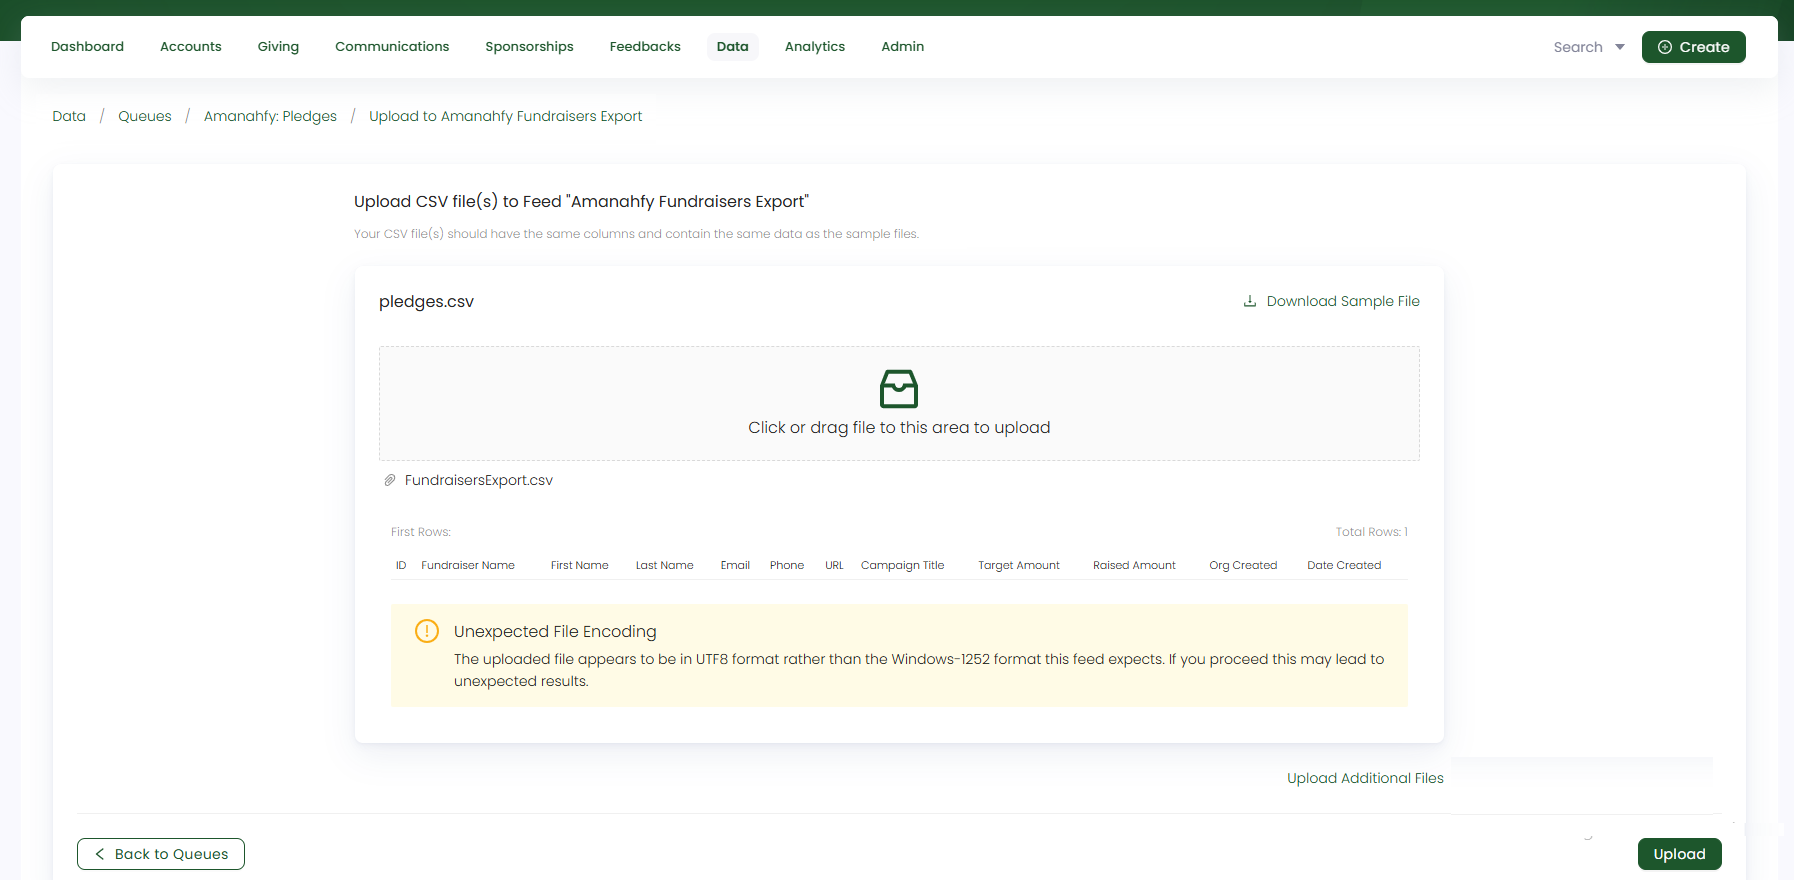 Dashboard Accounts Giving Communications Sponsorships Feedbacks Data Analytics Admin Search Create
Data / Queues / Amanahfy: Pledges / Upload to Amanahfy Fundraisers Export
Upload CSV file(s) to Feed "Amanahfy Fundraisers Export"
Your CSV file(s) should have the same columns and contain the same data as the sample files.
pledges.csv Download Sample File
Click or drag file to this area to upload
FundraisersExport.csv
First Rows: Total Rows: 1
ID Fundraiser Name First Name Last Name Email Phone URL Campaign Title Target Amount Raised Amount Org Created Date Created
Unexpected File Encoding
The uploaded file appears to be in UTF8 format rather than the Windows-1252 format this feed expects. If you proceed this may lead to
unexpected results.
Upload Additional Files
Back to Queues Upload